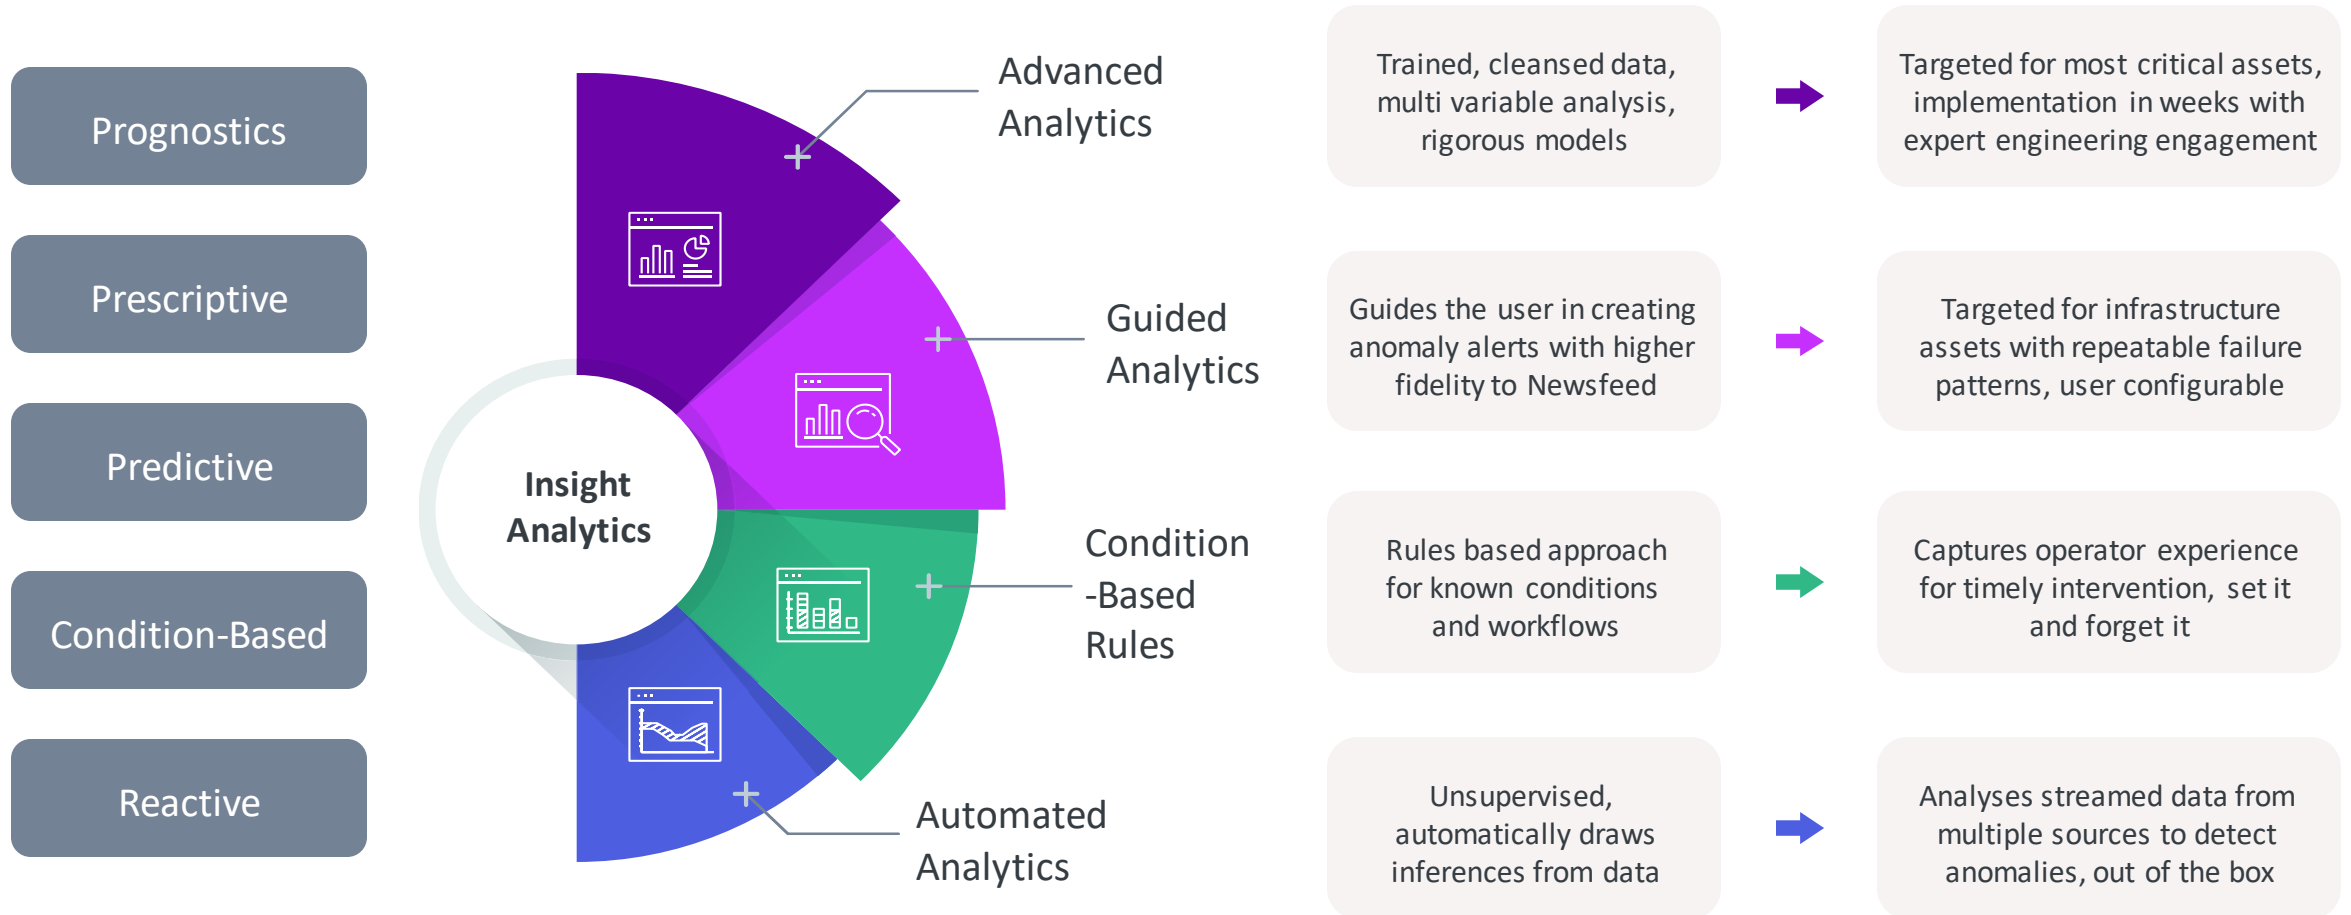 Prognostics
Prescriptive
Predictive
Condition-Based
Reactive
Insight
Analytics
Advanced
Analytics
Guided
Analytics
Condition
-Based
Rules
Automated
Analytics
Trained, cleansed data,
multi variable analysis,
rigorous models
Targeted for most critical assets,
implementation in weeks with
expert engineering engagement
Guides the user in creating
anomaly alerts with higher
fidelity to Newsfeed
Targeted for infrastructure
assets with repeatable failure
patterns, user configurable
Rules based approach
for known conditions
and workflows
Captures operator experience
for timely intervention, set it
and forget it
Unsupervised,
automatically draws
inferences from data
Analyses streamed data from
multiple sources to detect
anomalies, out of the box